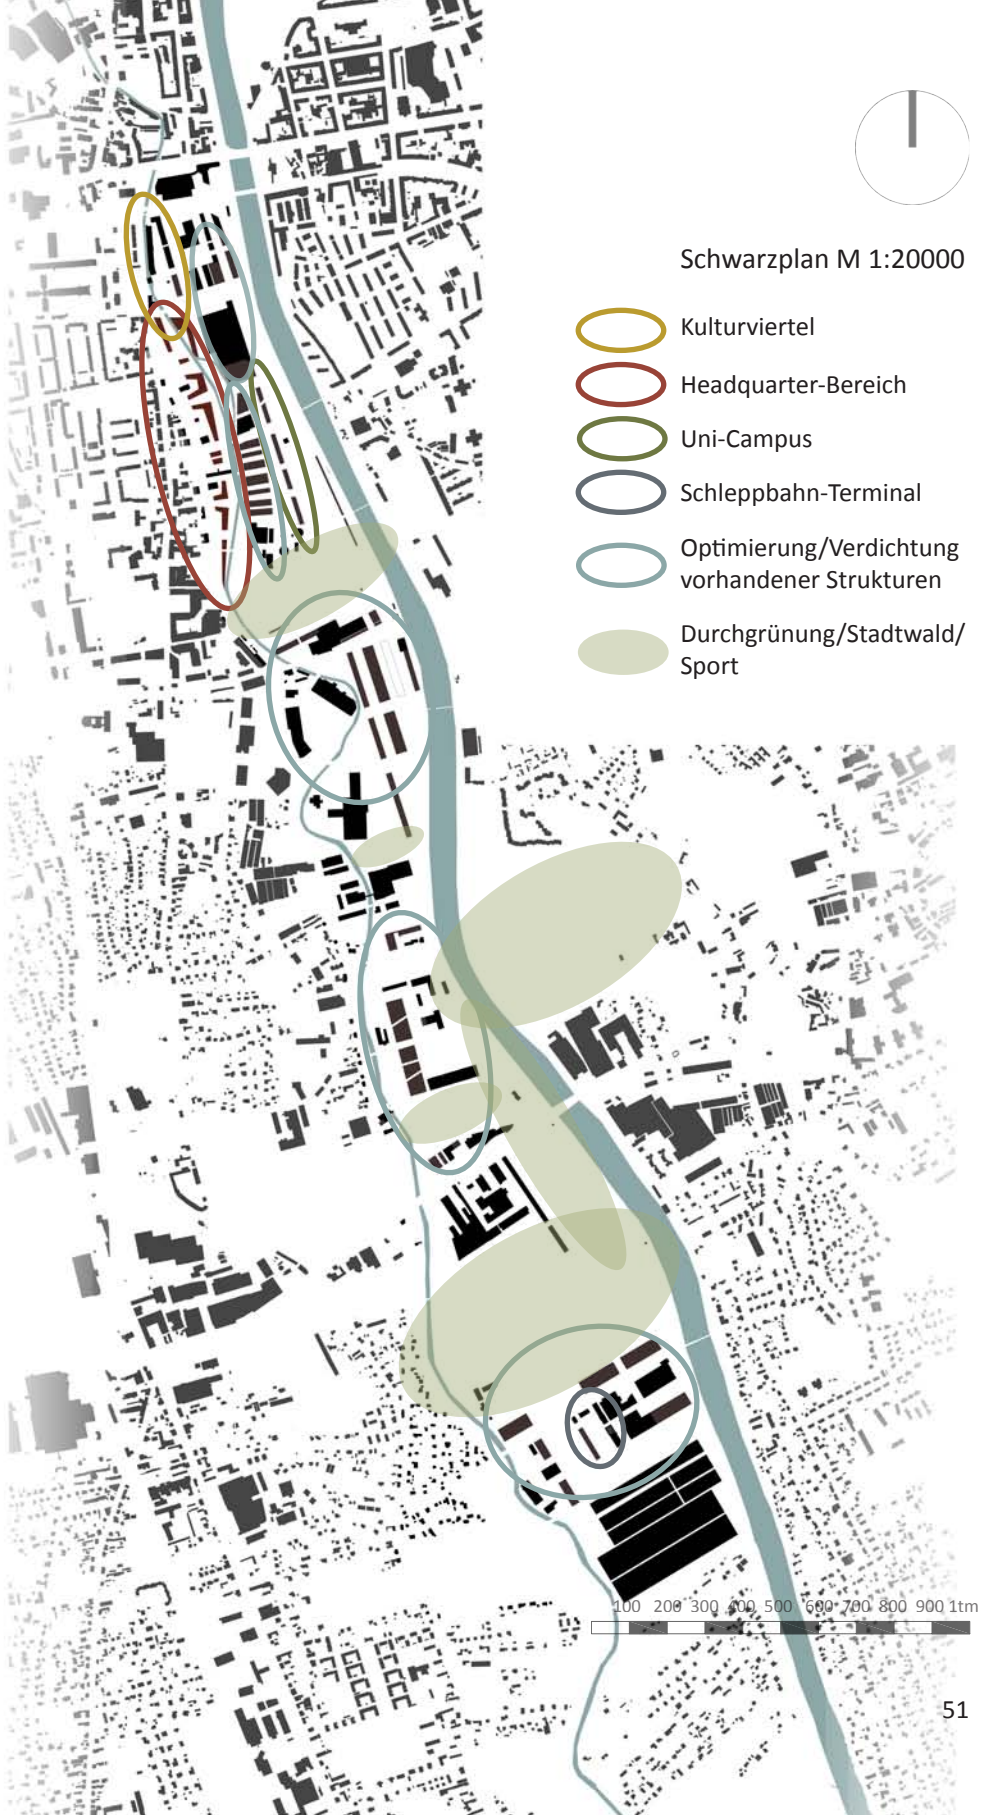 Schwarzplan M 1:20000
Kulturviertel
Headquarter-Bereich
Uni-Campus
Schleppbahn-Terminal
Optimierung/Verdichtung
vorhandener Strukturen
Durchgrünung/Stadtwald/
Sport
100 200 300 400 500 600 700 800 900 1tm
51